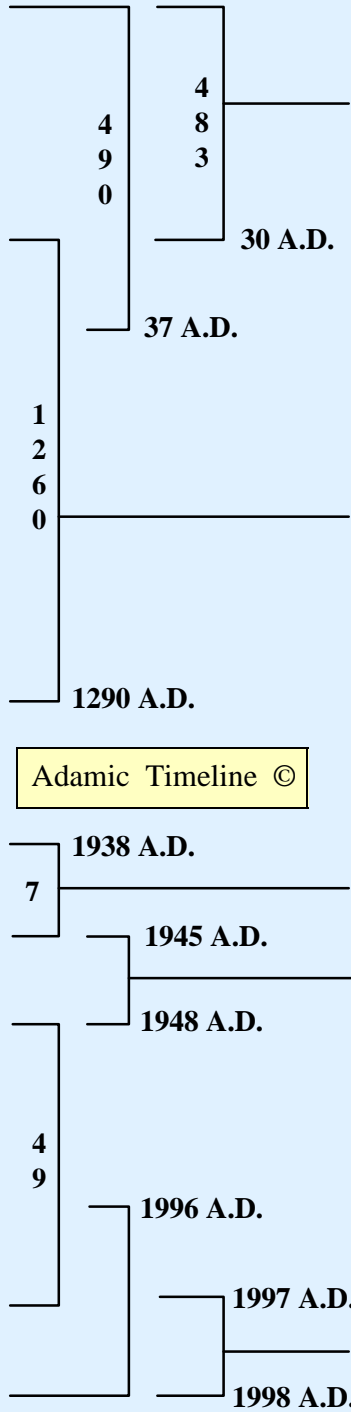 4
8
3
4
9
0
30 A.D.
37 A.D.
1
2
6
0
1290 A.D.
Adamic Timeline ©
1938 A.D.
7
1945 A.D.
1948 A.D.
4
9
1996 A.D.
1997 A.D.
1998 A.D.